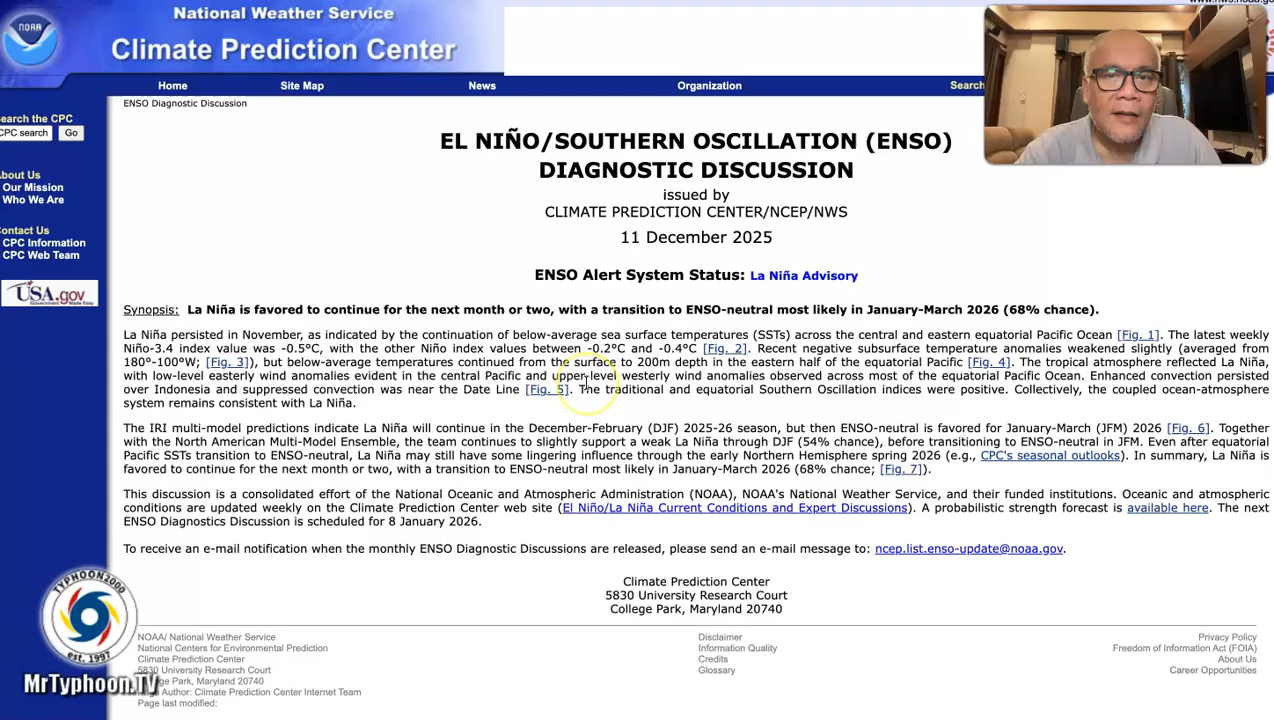 www.nws.noaa.go
NOAA
National Weather Service
Climate Prediction Center
Home Site Map News Organization Search
ENSO Diagnostic Discussion
Search the CPC
CPC search Go
About Us
Our Mission
Who We Are
Contact Us
CPC Information
CPC Web Team
USA.gov
EL NIÑO/SOUTHERN OSCILLATION (ENSO)
DIAGNOSTIC DISCUSSION
issued by
CLIMATE PREDICTION CENTER/NCEP/NWS
11 December 2025
ENSO Alert System Status: La Niña Advisory
Synopsis: La Niña is favored to continue for the next month or two, with a transition to ENSO-neutral most likely in January-March 2026 (68% chance).
La Niña persisted in November, as indicated by the continuation of below-average sea surface temperatures (SSTs) across the central and eastern equatorial Pacific Ocean [Fig. 1]. The latest weekly
Niño-3.4 index value was -0.5°C, with the other Niño index values between -0.2°C and -0.4°C [Fig. 2]. Recent negative subsurface temperature anomalies weakened slightly (averaged from
180°-100°W; [Fig. 3]), but below-average temperatures continued from the surface to 200m depth in the eastern half of the equatorial Pacific [Fig. 4]. The tropical atmosphere reflected La Niña,
with low-level easterly wind anomalies evident in the central Pacific and upper-level westerly wind anomalies observed across most of the equatorial Pacific Ocean. Enhanced convection persisted
over Indonesia and suppressed convection was near the Date Line [Fig. 5]. The traditional and equatorial Southern Oscillation indices were positive. Collectively, the coupled ocean-atmosphere
system remains consistent with La Niña.
The IRI multi-model predictions indicate La Niña will continue in the December-February (DJF) 2025-26 season, but then ENSO-neutral is favored for January-March (JFM) 2026 [Fig. 6]. Together
with the North American Multi-Model Ensemble, the team continues to slightly support a weak La Niña through DJF (54% chance), before transitioning to ENSO-neutral in JFM. Even after equatorial
Pacific SSTs transition to ENSO-neutral, La Niña may still have some lingering influence through the early Northern Hemisphere spring 2026 (e.g., CPC's seasonal outlooks). In summary, La Niña is
favored to continue for the next month or two, with a transition to ENSO-neutral most likely in January-March 2026 (68% chance; [Fig. 7]).
This discussion is a consolidated effort of the National Oceanic and Atmospheric Administration (NOAA), NOAA's National Weather Service, and their funded institutions. Oceanic and atmospheric
conditions are updated weekly on the Climate Prediction Center web site (El Niño/La Niña Current Conditions and Expert Discussions). A probabilistic strength forecast is available here. The next
ENSO Diagnostics Discussion is scheduled for 8 January 2026.
To receive an e-mail notification when the monthly ENSO Diagnostic Discussions are released, please send an e-mail message to: ncep.list.enso-update@noaa.gov.
Climate Prediction Center
5830 University Research Court
College Park, Maryland 20740
TYPHOON2000
est. 1997
MrTyphoon.TV
NOAA/ National Weather Service
National Centers for Environmental Prediction
Climate Prediction Center
5830 University Research Court
ge Park, Maryland 20740
Author: Climate Prediction Center Internet Team
Page last modified:
Disclaimer
Information Quality
Credits
Glossary
Privacy Policy
Freedom of Information Act (FOIA)
About Us
Career Opportunities